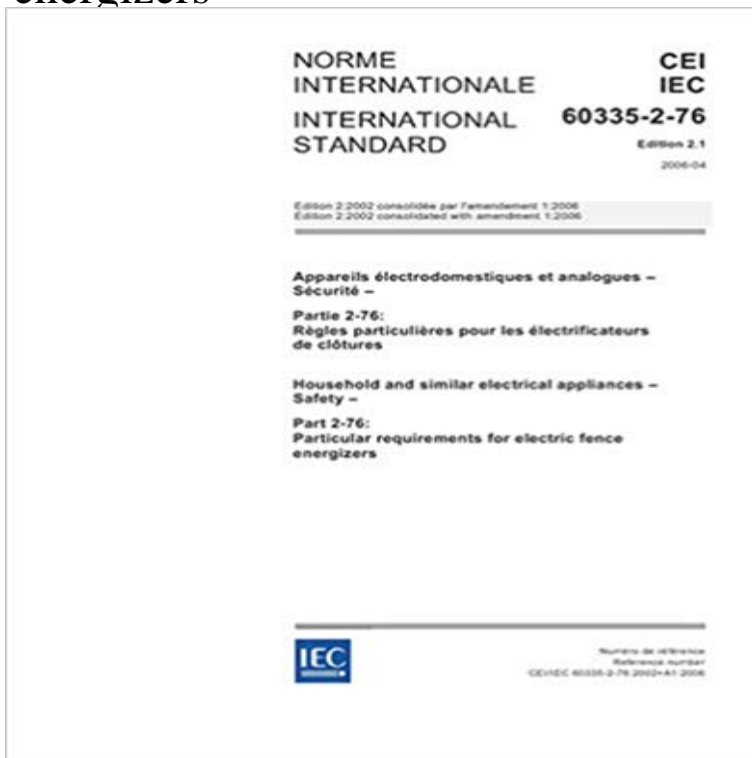 energizers
NORME
INTERNATIONALE
CEI
IEC
INTERNATIONAL
STANDARD
60335-2-76
Edition 2.1
2006-04
Edition 2:2002 consolidée par l'amendement 1:2006
Edition 2:2002 consolidated with amendment 1:2006
Appareils électrodomestiques et analogues –
Sécurité –
Partie 2-76:
Règles particulières pour les électrificateurs
de clôtures
Household and similar electrical appliances –
Safety –
Part 2-76:
Particular requirements for electric fence
energizers
IEC
Numéro de référence
Reference number
CEI/IEC 60335-2-76:2002+A1:2006